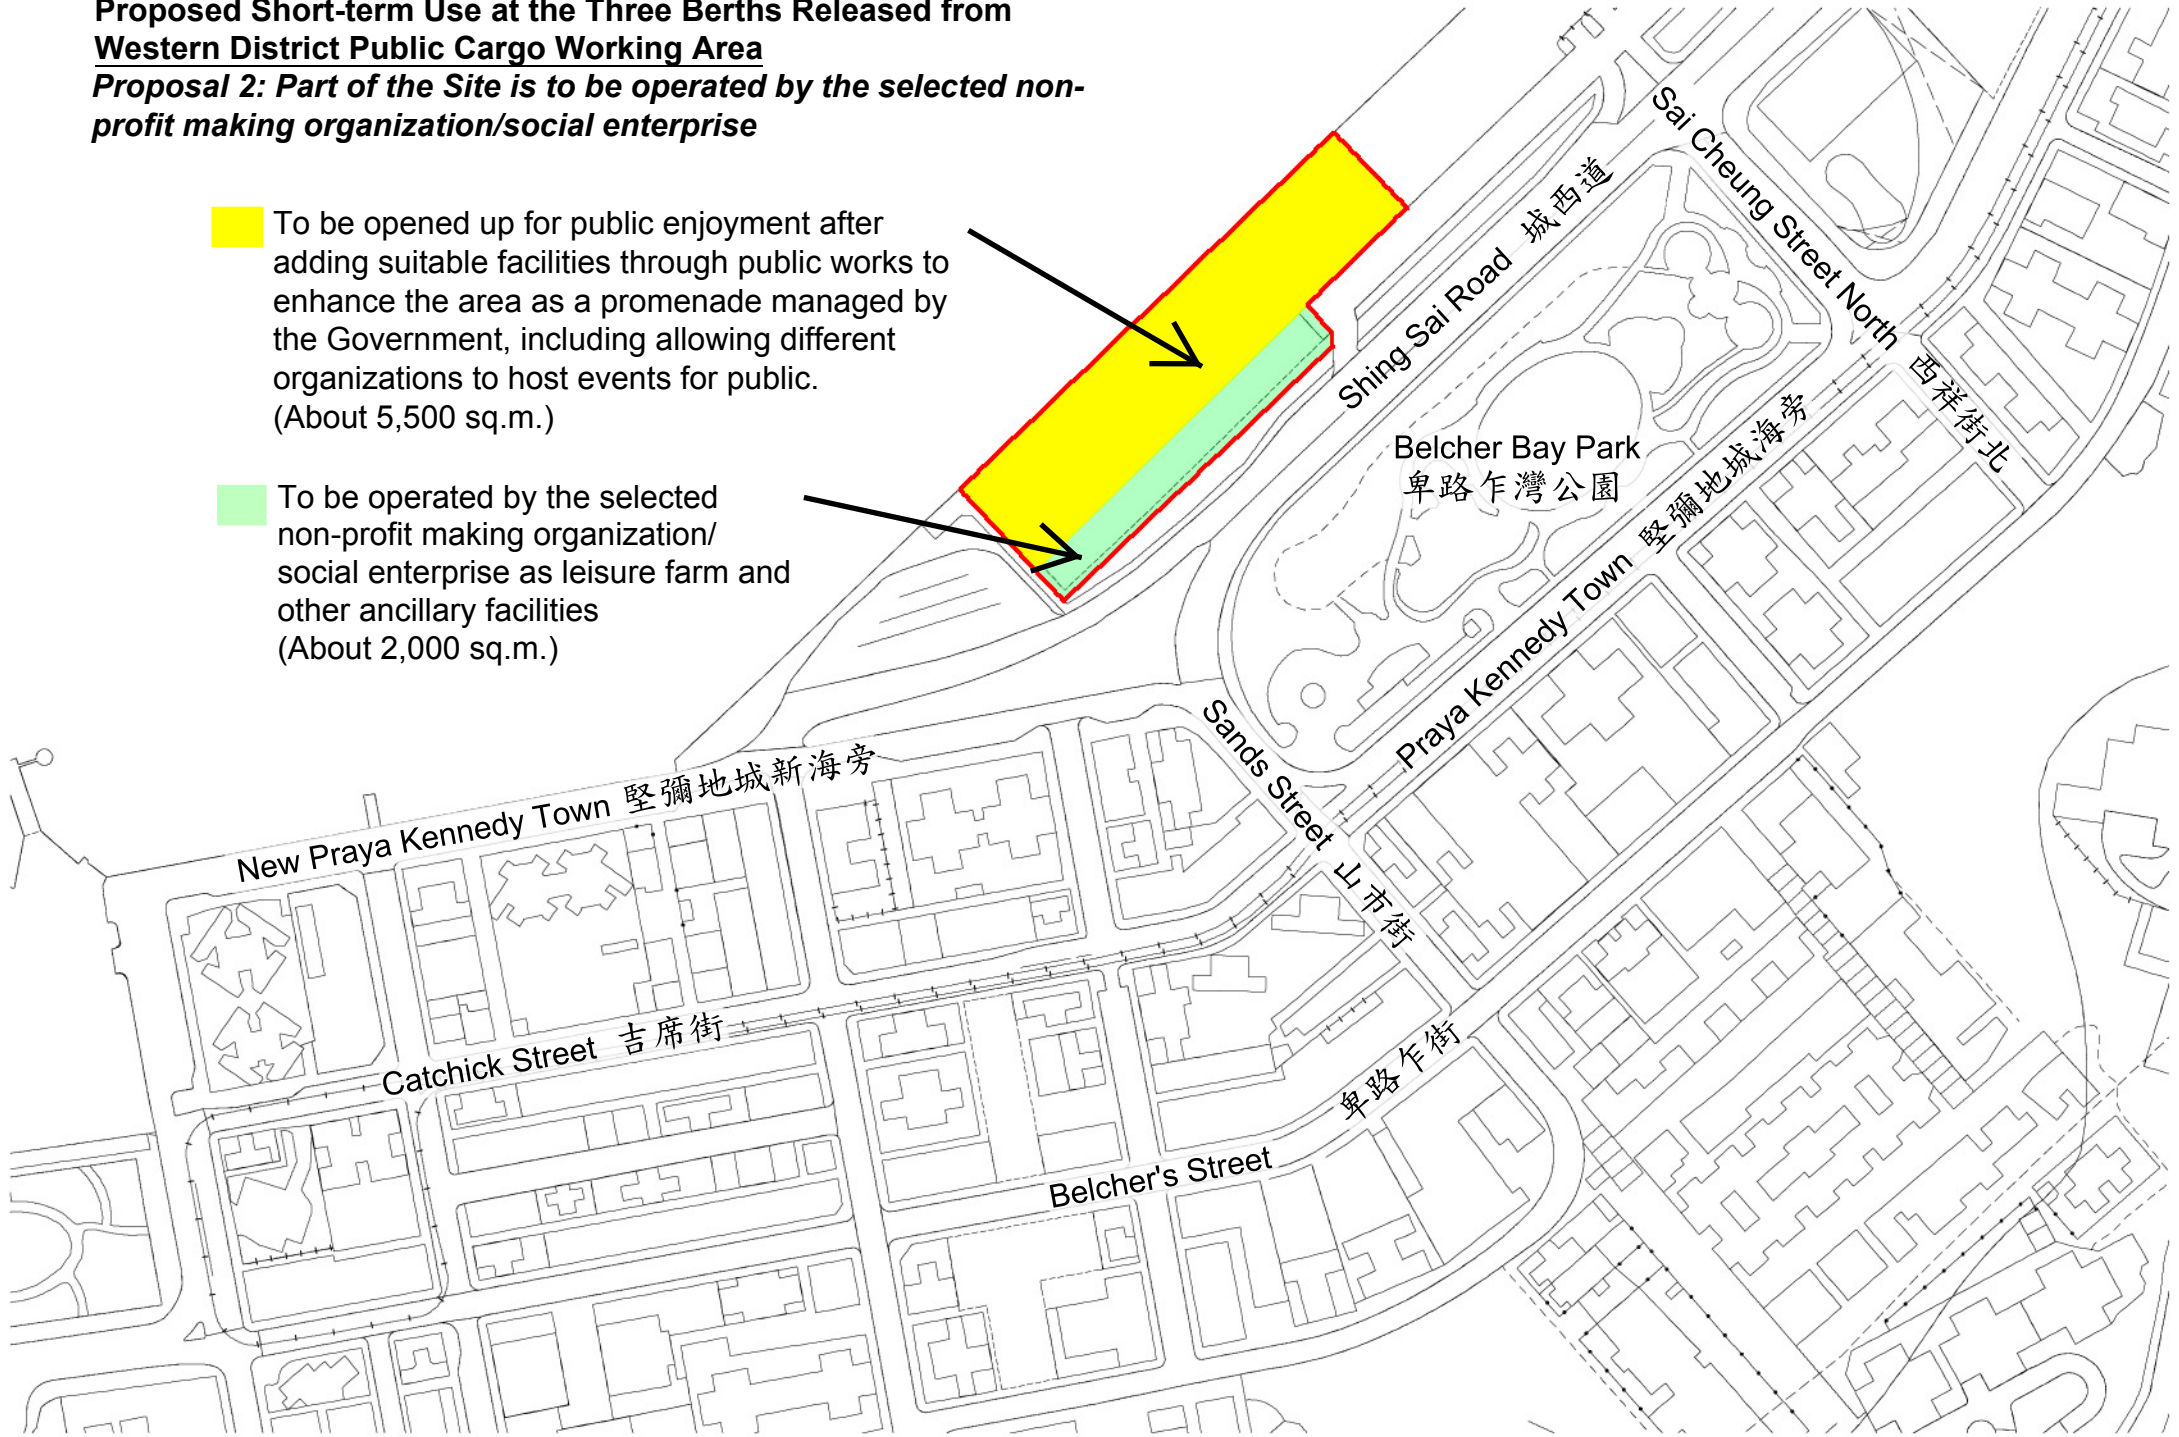 Proposed Short-term Use at the Three Berths Released from
Western District Public Cargo Working Area
Proposal 2: Part of the Site is to be operated by the selected non-
profit making organization/social enterprise
To be opened up for public enjoyment after
adding suitable facilities through public works to
enhance the area as a promenade managed by
the Government, including allowing different
organizations to host events for public.
(About 5,500 sq.m.)
To be operated by the selected
non-profit making organization/
social enterprise as leisure farm and
other ancillary facilities
(About 2,000 sq.m.)
Sai Cheung Street North 西祥街北
Shing Sai Road 城西道
Belcher Bay Park
卑路乍灣公園
Praya Kennedy Town 堅彌地城海旁
Sands Street 山市街
New Praya Kennedy Town 堅彌地城新海旁
Catchick Street 吉席街
Belcher's Street 卑路乍街